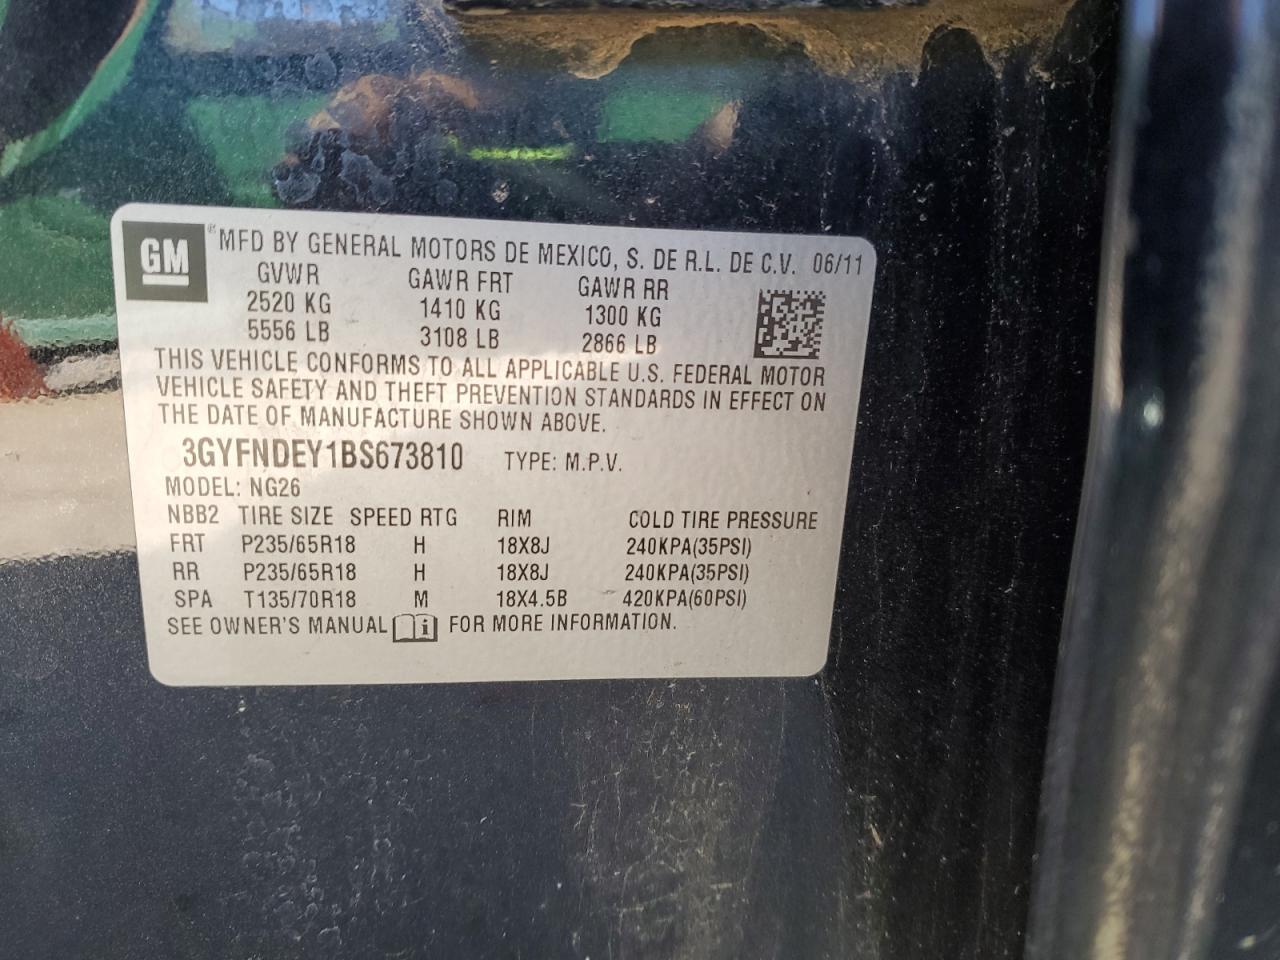 GM ® MFD BY GENERAL MOTORS DE MEXICO, S. DE R.L. DE C.V. 06/11
GVWR GAWR FRT GAWR RR
2520 KG 1410 KG 1300 KG
5556 LB 3108 LB 2866 LB
THIS VEHICLE CONFORMS TO ALL APPLICABLE U.S. FEDERAL MOTOR
VEHICLE SAFETY AND THEFT PREVENTION STANDARDS IN EFFECT ON
THE DATE OF MANUFACTURE SHOWN ABOVE.
3GYFNDEY1BS673810 TYPE: M.P.V.
MODEL: NG26
NBB2 TIRE SIZE SPEED RTG RIM COLD TIRE PRESSURE
FRT P235/65R18 H 18X8J 240KPA(35PSI)
RR P235/65R18 H 18X8J 240KPA(35PSI)
SPA T135/70R18 M 18X4.5B 420KPA(60PSI)
SEE OWNER'S MANUAL i FOR MORE INFORMATION.